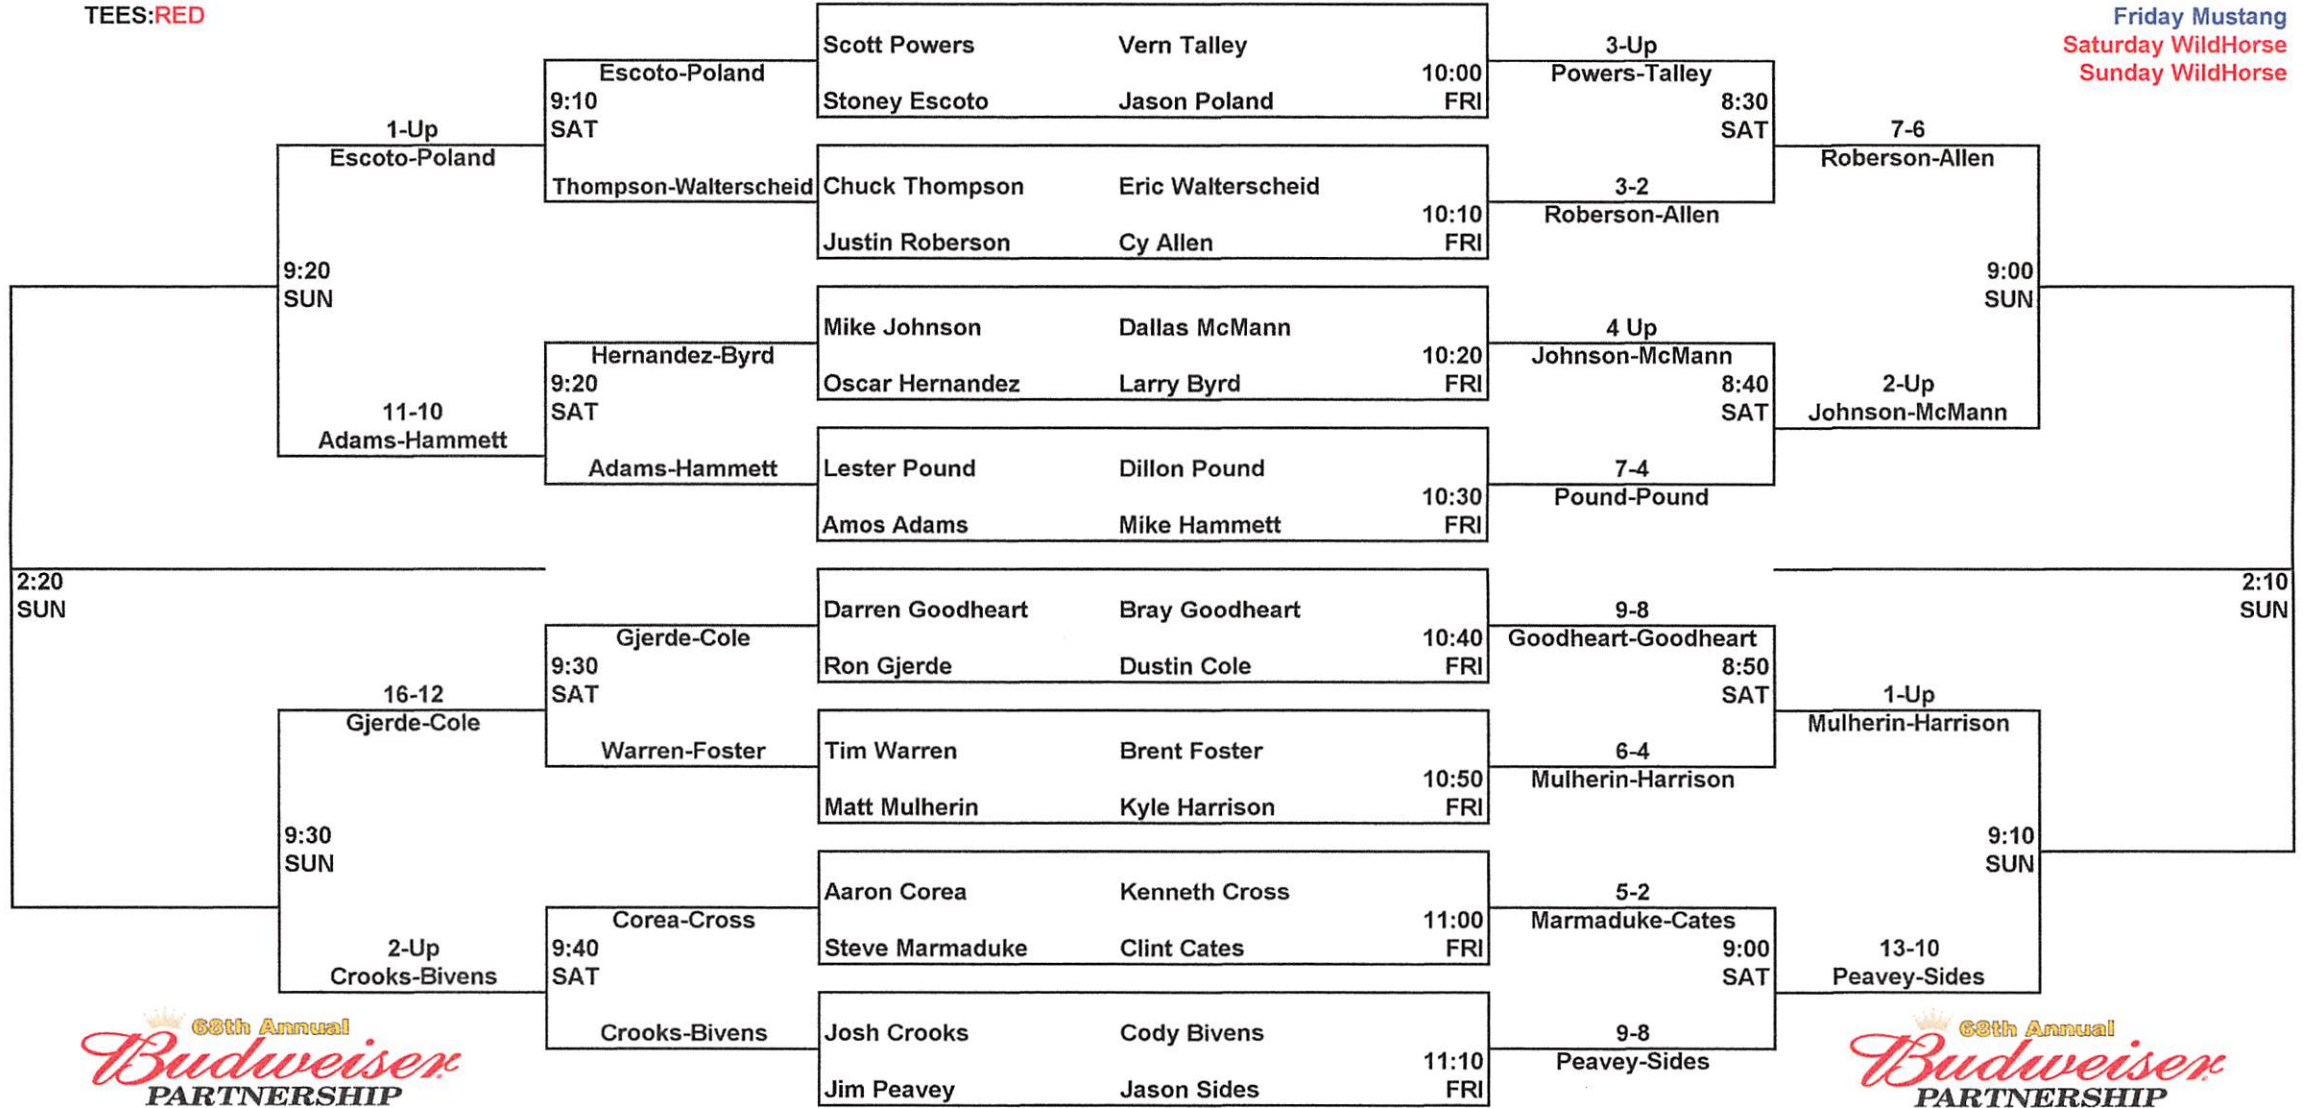 TEES:RED
Friday Mustang
Saturday WildHorse
Sunday WildHorse
Scott Powers Vern Talley
10:00
Stoney Escoto Jason Poland FRI
Chuck Thompson Eric Walterscheid
10:10
Justin Roberson Cy Allen FRI
Mike Johnson Dallas McMann
10:20
Oscar Hernandez Larry Byrd FRI
Lester Pound Dillon Pound
10:30
Amos Adams Mike Hammett FRI
Darren Goodheart Bray Goodheart
10:40
Ron Gjerde Dustin Cole FRI
Tim Warren Brent Foster
10:50
Matt Mulherin Kyle Harrison FRI
Aaron Corea Kenneth Cross
11:00
Steve Marmaduke Clint Cates FRI
Josh Crooks Cody Bivens
11:10
Jim Peavey Jason Sides FRI
Escoto-Poland
9:10
SAT
Thompson-Walterscheid
Hernandez-Byrd
9:20
SAT
Adams-Hammett
Gjerde-Cole
9:30
SAT
Warren-Foster
Corea-Cross
9:40
SAT
Crooks-Bivens
1-Up
Escoto-Poland
9:20
SUN
11-10
Adams-Hammett
16-12
Gjerde-Cole
9:30
SUN
2-Up
Crooks-Bivens
2:20
SUN
3-Up
Powers-Talley
8:30
SAT
3-2
Roberson-Allen
4 Up
Johnson-McMann
8:40
SAT
7-4
Pound-Pound
9-8
Goodheart-Goodheart
8:50
SAT
6-4
Mulherin-Harrison
5-2
Marmaduke-Cates
9:00
SAT
9-8
Peavey-Sides
7-6
Roberson-Allen
9:00
SUN
2-Up
Johnson-McMann
1-Up
Mulherin-Harrison
9:10
SUN
13-10
Peavey-Sides
2:10
SUN
68th Annual
Budweiser
PARTNERSHIP
68th Annual
Budweiser
PARTNERSHIP